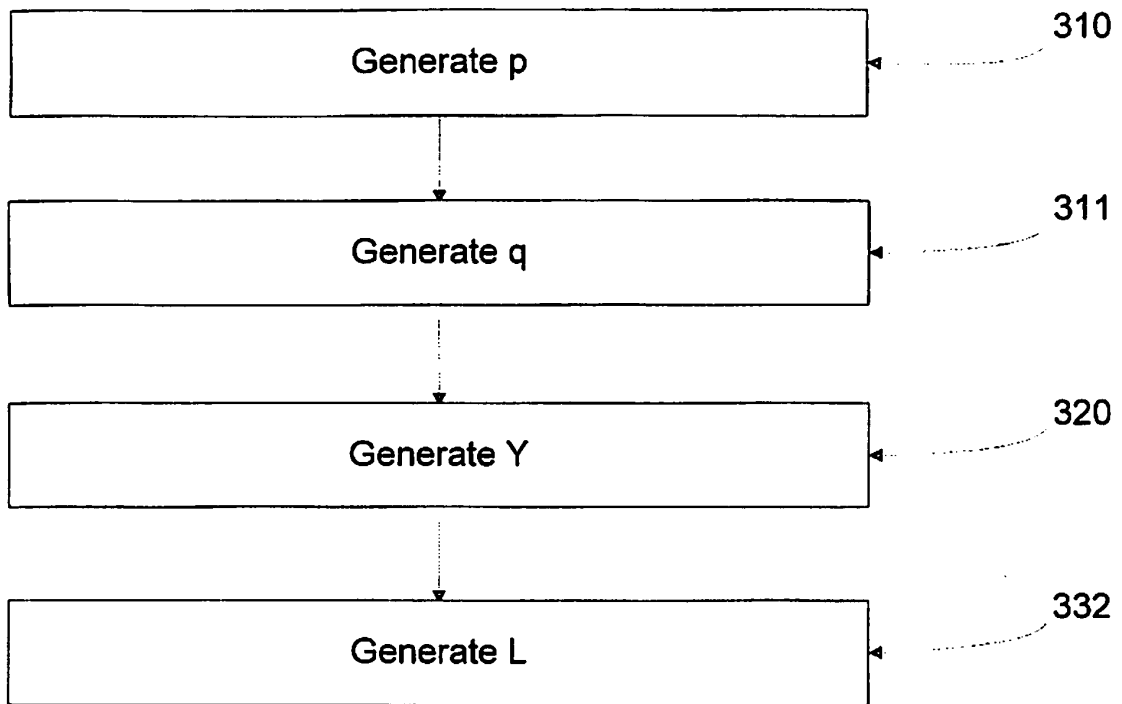 310
Generate p
311
Generate q
320
Generate Y
332
Generate L